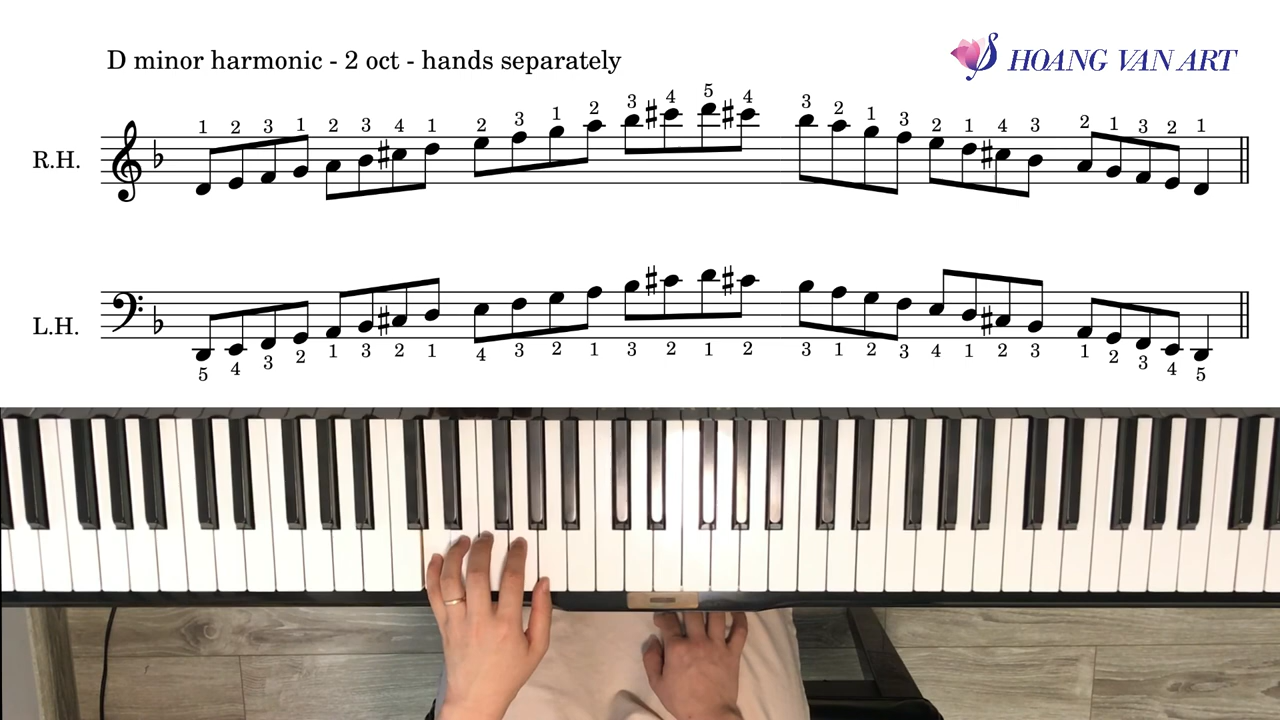 D minor harmonic - 2 oct - hands separately
HOANG VAN ART
1 2 3 1 2 3 4 1 2 3 1 2 3 4 5 4 3 2 1 3 2 1 4 3 2 1 3 2 1
R.H.
L.H.
5 4 3 2 1 3 2 1 4 3 2 1 3 2 1 2 3 1 2 3 4 1 2 3 1 2 3 4 5